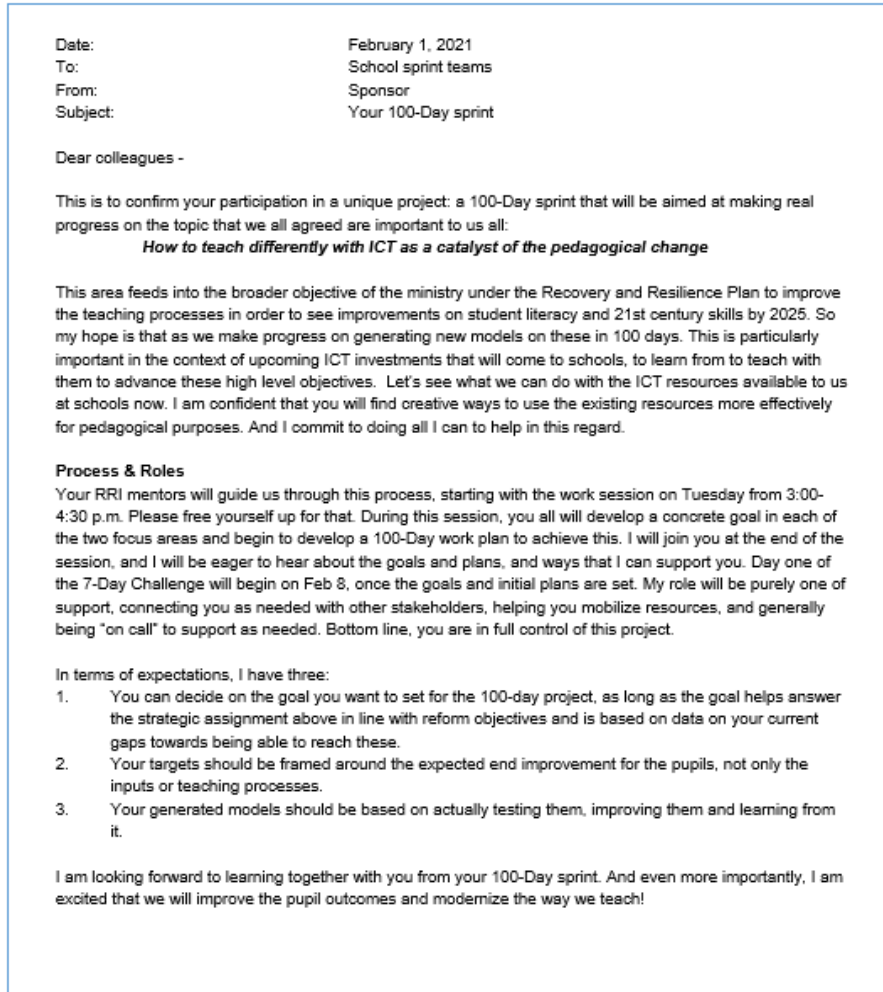 Date: February 1, 2021
To: School sprint teams
From: Sponsor
Subject: Your 100-Day sprint
Dear colleagues -
This is to confirm your participation in a unique project: a 100-Day sprint that will be aimed at making real
progress on the topic that we all agreed are important to us all:
How to teach differently with ICT as a catalyst of the pedagogical change
This area feeds into the broader objective of the ministry under the Recovery and Resilience Plan to improve
the teaching processes in order to see improvements on student literacy and 21st century skills by 2025. So
my hope is that as we make progress on generating new models on these in 100 days. This is particularly
important in the context of upcoming ICT investments that will come to schools, to learn from to teach with
them to advance these high level objectives. Let's see what we can do with the ICT resources available to us
at schools now. I am confident that you will find creative ways to use the existing resources more effectively
for pedagogical purposes. And I commit to doing all I can to help in this regard.
Process & Roles
Your RRI mentors will guide us through this process, starting with the work session on Tuesday from 3:00-
4:30 p.m. Please free yourself up for that. During this session, you all will develop a concrete goal in each of
the two focus areas and begin to develop a 100-Day work plan to achieve this. I will join you at the end of the
session, and I will be eager to hear about the goals and plans, and ways that I can support you. Day one of
the 7-Day Challenge will begin on Feb 8, once the goals and initial plans are set. My role will be purely one of
support, connecting you as needed with other stakeholders, helping you mobilize resources, and generally
being "on call" to support as needed. Bottom line, you are in full control of this project.
In terms of expectations, I have three:
1. You can decide on the goal you want to set for the 100-day project, as long as the goal helps answer
the strategic assignment above in line with reform objectives and is based on data on your current
gaps towards being able to reach these.
2. Your targets should be framed around the expected end improvement for the pupils, not only the
inputs or teaching processes.
3. Your generated models should be based on actually testing them, improving them and learning from
it.
I am looking forward to learning together with you from your 100-Day sprint. And even more importantly, I am
excited that we will improve the pupil outcomes and modernize the way we teach!